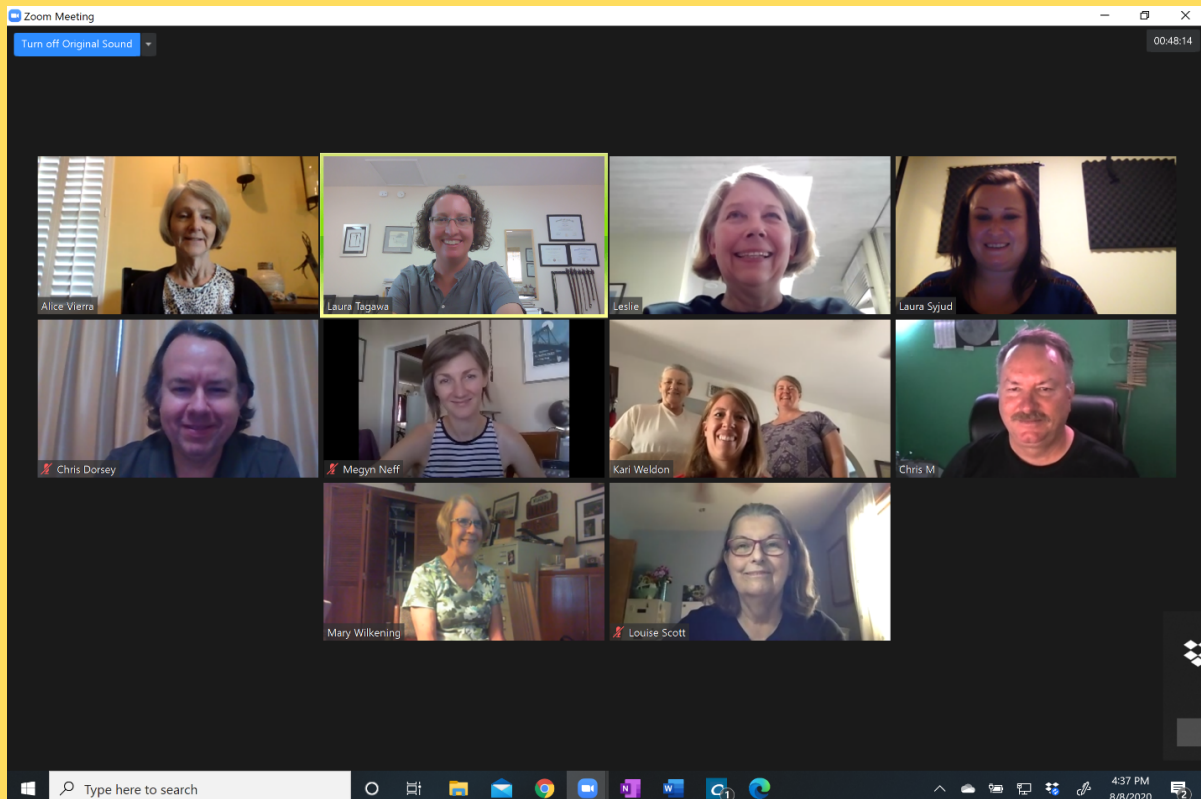 Zoom Meeting
Turn off Original Sound
00:48:14
Alice Vierra
Laura Tagawa
Leslie
Laura Syjud
Chris Dorsey
Megyn Neff
Kari Weldon
Chris M
Mary Wilkening
Louise Scott
Type here to search
4:37 PM
8/8/2020